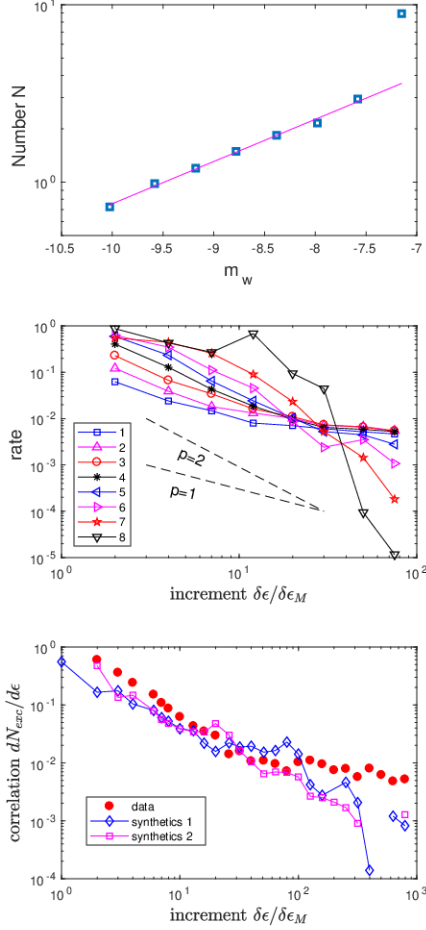 10^1
Number N
10^0
-10.5 -10 -9.5 -9 -8.5 -8 -7.5 -7
m_w
10^0
10^-1
10^-2
10^-3
10^-4
10^-5
rate
1
2
3
4
5
6
7
8
p=2
p=1
10^0 10^1 10^2
increment δϵ/δϵ_M
10^0
10^-1
10^-2
10^-3
10^-4
correlation dN_exc/dϵ
data
synthetics 1
synthetics 2
10^0 10^1 10^2 10^3
increment δϵ/δϵ_M